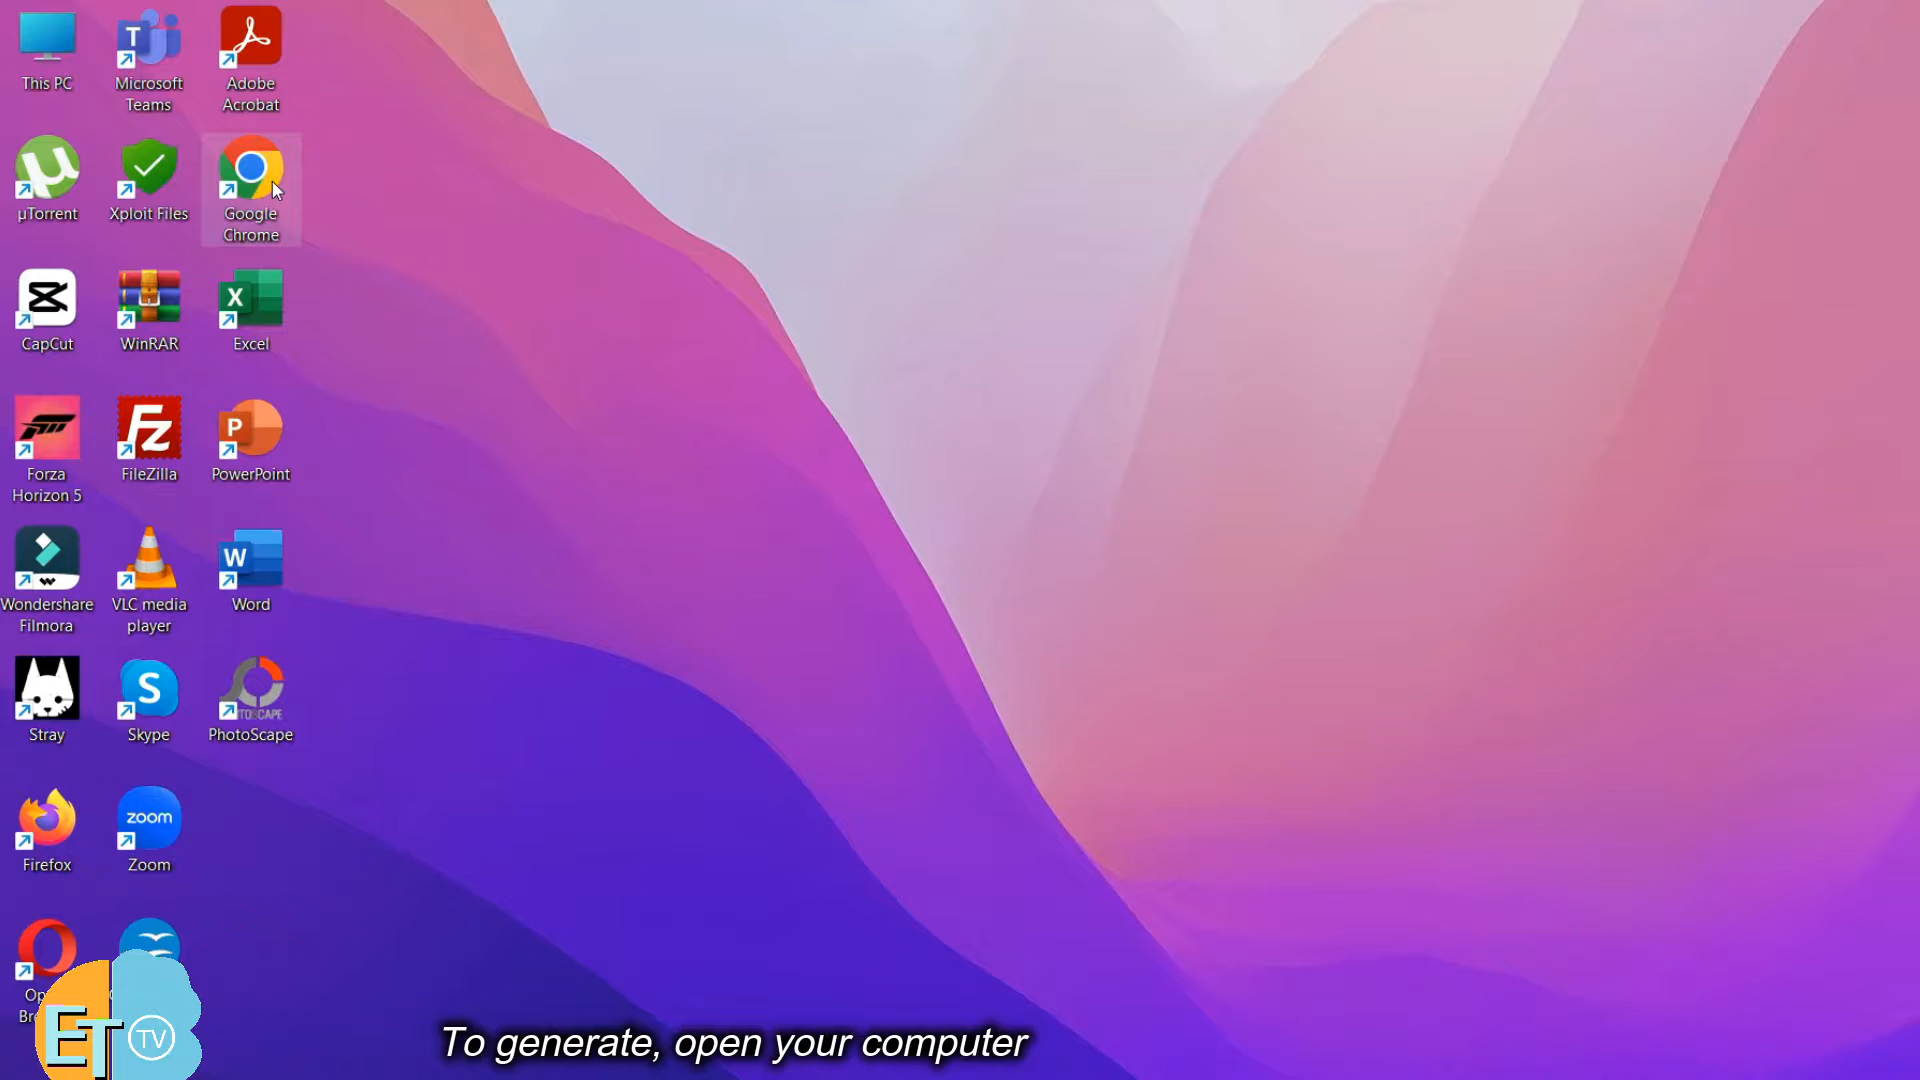 This PC
Microsoft
Teams
Adobe
Acrobat
µTorrent
Xploit Files
Google
Chrome
CapCut
WinRAR
Excel
Forza
Horizon 5
FileZilla
PowerPoint
Wondershare
Filmora
VLC media
player
Word
Stray
Skype
PhotoScape
Firefox
zoom
Zoom
ET TV
To generate, open your computer